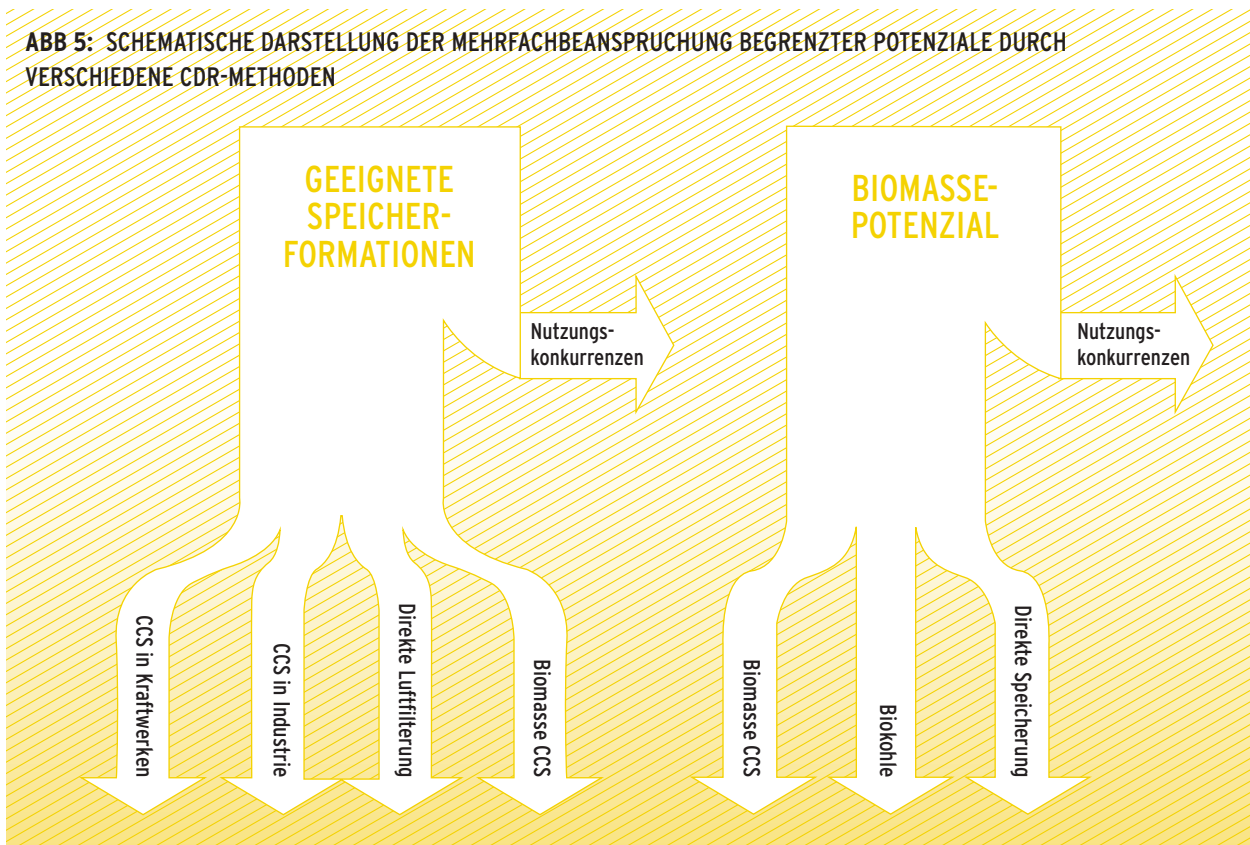 ABB 5: SCHEMATISCHE DARSTELLUNG DER MEHRFACHBEANSPRUCHUNG BEGRENZTER POTENZIALE DURCH
VERSCHIEDENE CDR-METHODEN
GEEIGNETE
SPEICHER-
FORMATIONEN
Nutzungs-
konkurrenzen
CCS in Kraftwerken
CCS in Industrie
Direkte Luftfilterung
Biomasse CCS
BIOMASSE-
POTENZIAL
Nutzungs-
konkurrenzen
Biomasse CCS
Biokohle
Direkte Speicherung